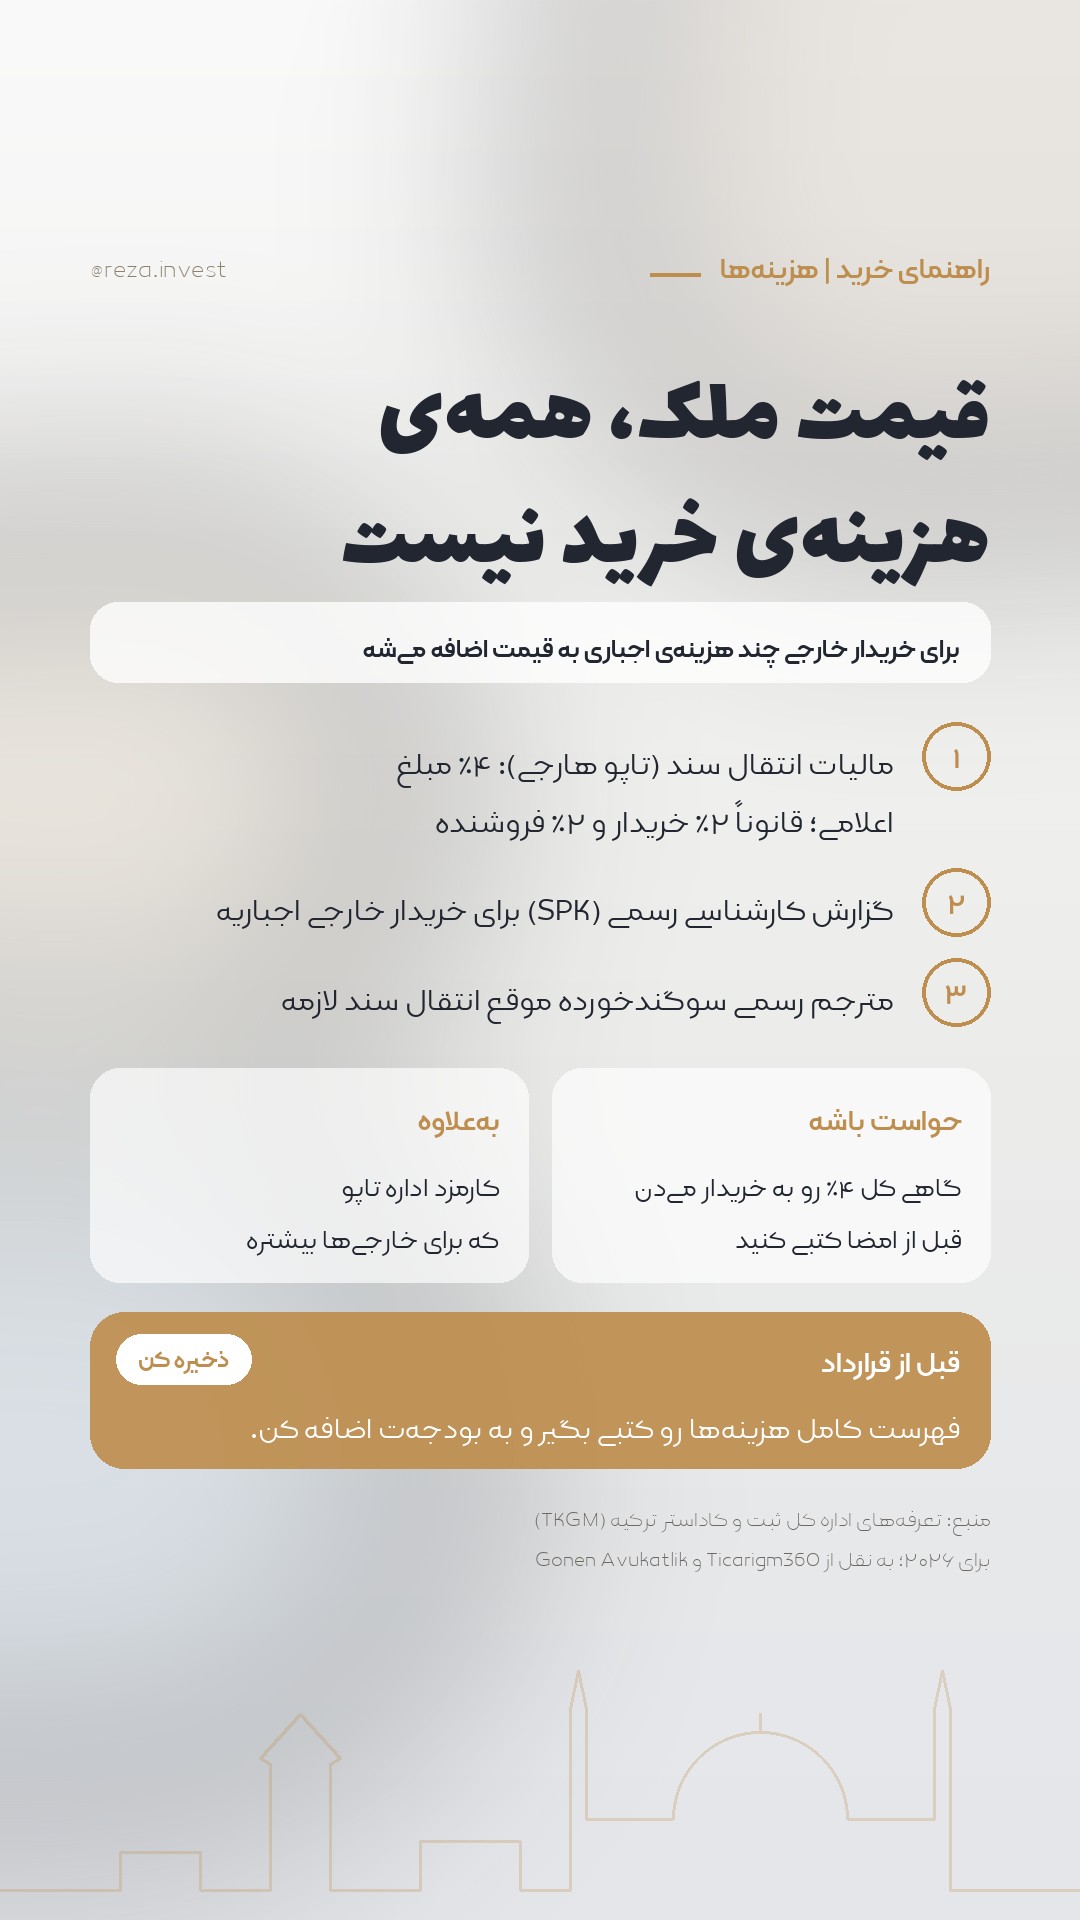 راهنمای خرید | هزینه‌ها
@reza.invest
قیمت ملک، همه‌ی
هزینه‌ی خرید نیست
برای خریدار خارجی چند هزینه‌ی اجباری به قیمت اضافه می‌شه
۱
مالیات انتقال سند (تاپو هارجی): ۴٪ مبلغ
اعلامی؛ قانوناً ۲٪ خریدار و ۲٪ فروشنده
۲
گزارش کارشناسی رسمی (SPK) برای خریدار خارجی اجباریه
۳
مترجم رسمی سوگندخورده موقع انتقال سند لازمه
حواست باشه
گاهی کل ۴٪ رو به خریدار می‌دن
قبل از امضا کتبی کنید
به‌علاوه
کارمزد اداره تاپو
که برای خارجی‌ها بیشتره
قبل از قرارداد
ذخیره کن
فهرست کامل هزینه‌ها رو کتبی بگیر و به بودجه‌ت اضافه کن.
منبع: تعرفه‌های اداره کل ثبت و کاداستر ترکیه (TKGM)
برای ۲۰۲۶؛ به نقل از Ticarigm360 و Gonen Avukatlik